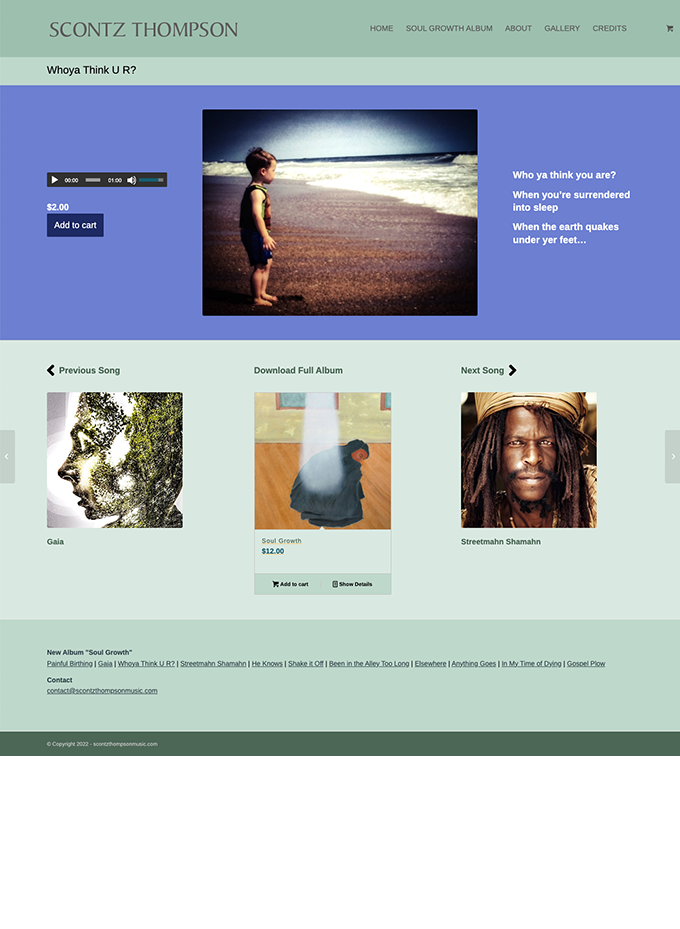 SCONTZ THOMPSON
HOME SOUL GROWTH ALBUM ABOUT GALLERY CREDITS
Whoya Think U R?
00:00 01:00
$2.00
Add to cart
Who ya think you are?
When you're surrendered
into sleep
When the earth quakes
under yer feet...
Previous Song
Download Full Album
Next Song
Gaia
Soul Growth
$12.00
Add to cart Show Details
Streetmahn Shamahn
New Album "Soul Growth"
Painful Birthing | Gaia | Whoya Think U R? | Streetmahn Shamahn | He Knows | Shake it Off | Been in the Alley Too Long | Elsewhere | Anything Goes | In My Time of Dying | Gospel Plow
Contact
contact@scontzthompsonmusic.com
© Copyright 2022 - scontzthompsonmusic.com